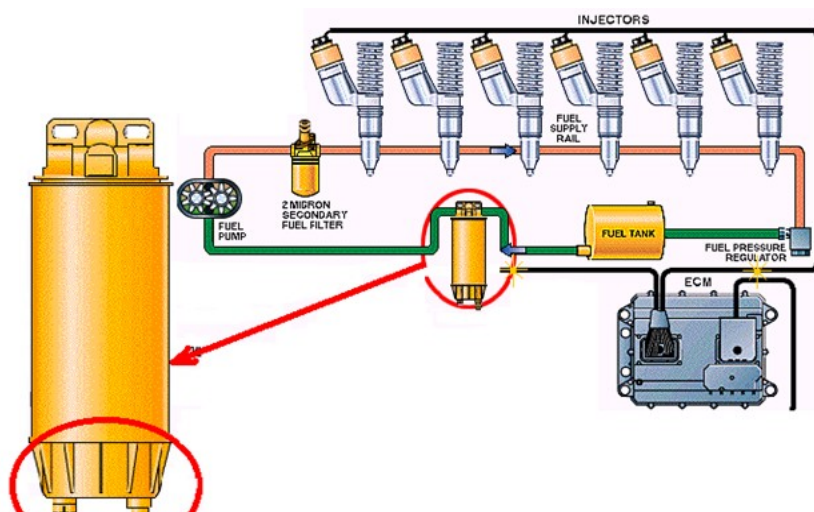 INJECTORS
FUEL
SUPPLY
RAIL
2 MICRON
SECONDARY
FUEL FILTER
FUEL
PUMP
FUEL TANK
FUEL PRESSURE
REGULATOR
ECM